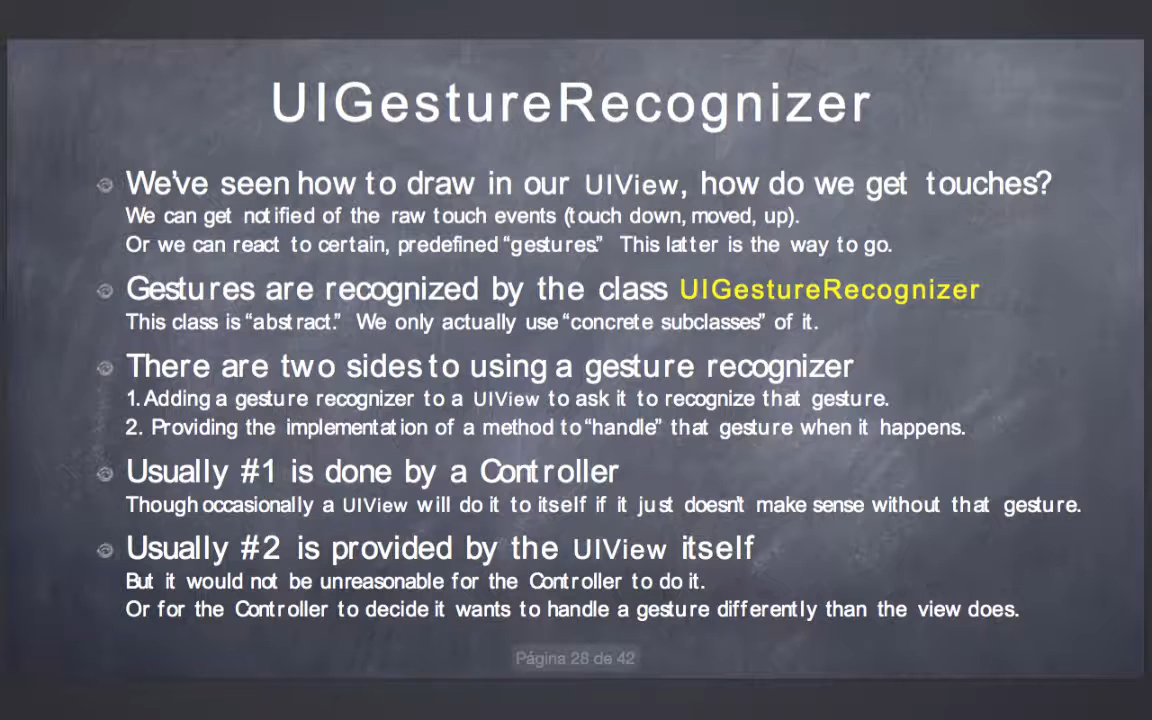 UIGestureRecognizer
We've seen how to draw in our UIView, how do we get touches?
We can get notified of the raw touch events (touch down, moved, up).
Or we can react to certain, predefined “gestures.” This latter is the way to go.
Gestures are recognized by the class UIGestureRecognizer
This class is “abstract.” We only actually use “concrete subclasses” of it.
There are two sides to using a gesture recognizer
1. Adding a gesture recognizer to a UIView to ask it to recognize that gesture.
2. Providing the implementation of a method to “handle” that gesture when it happens.
Usually #1 is done by a Controller
Though occasionally a UIView will do it to itself if it just doesn't make sense without that gesture.
Usually #2 is provided by the UIView itself
But it would not be unreasonable for the Controller to do it.
Or for the Controller to decide it wants to handle a gesture differently than the view does.
Página 28 de 42